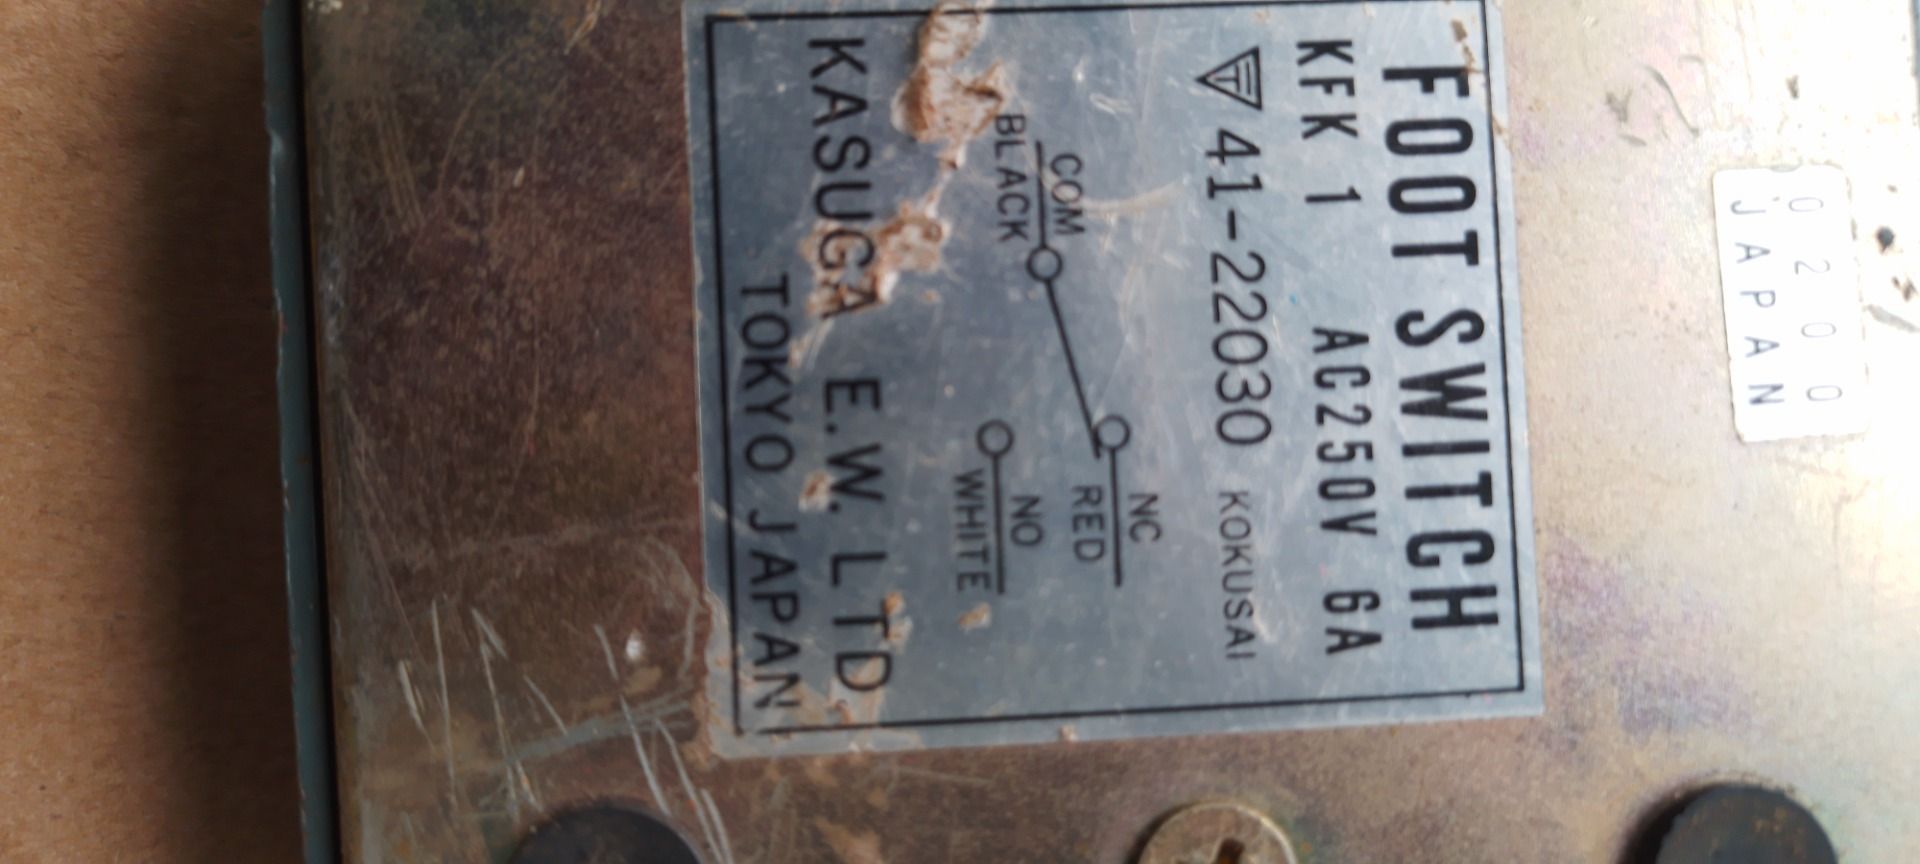 FOOT SWITCH
KFK 1 AC250V 6A
41-22030 KOKUSAI
COM
BLACK
NC
RED
NO
WHITE
KASUGA E.W. LTD
TOKYO JAPAN
0200
JAPAN